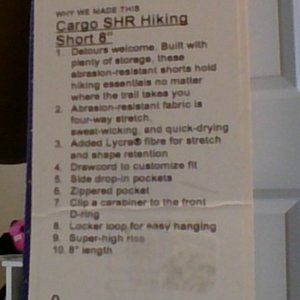 WHY WE MADE THIS
Cargo SHR Hiking
Short 8"
1. Detours welcome. Built with
plenty of storage, these
abrasion-resistant shorts hold
hiking essentials no matter
where the trail takes you
2. Abrasion-resistant fabric is
four-way stretch,
sweat-wicking, and quick-drying
3. Added Lycra® fibre for stretch
and shape retention
4. Drawcord to customize fit
5. Side drop-in pockets
6. Zippered pocket
7. Clip a carabiner to the front
D-ring
8. Locker loop for easy hanging
9. Super-high rise
10. 8" length